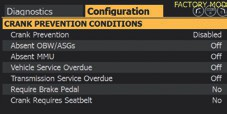 FACTORY MOD
Diagnostics Configuration
CRANK PREVENTION CONDITIONS
Crank Prevention Disabled
Absent OBW/ASGs Off
Absent MMU Off
Vehicle Service Overdue Off
Transmission Service Overdue Off
Require Brake Pedal No
Crank Requires Seatbelt No